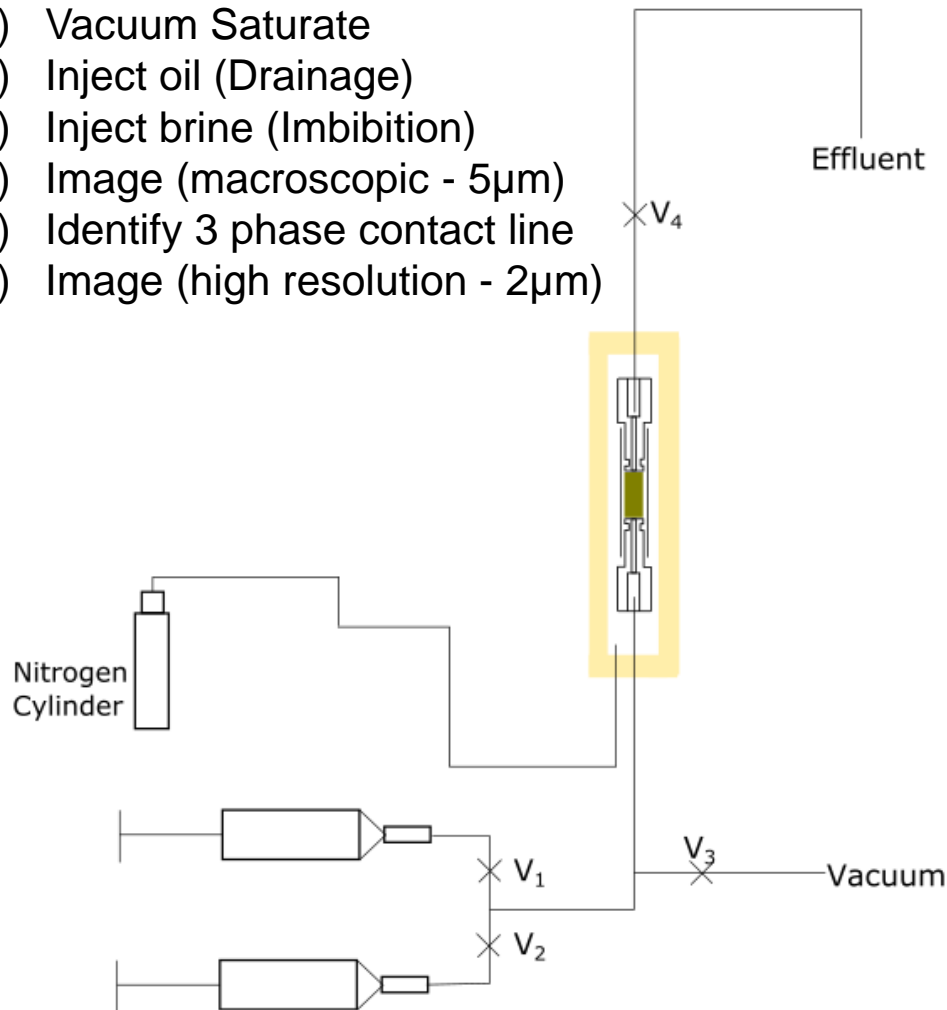 ) Vacuum Saturate
) Inject oil (Drainage)
) Inject brine (Imbibition)
) Image (macroscopic - 5µm)
) Identify 3 phase contact line
) Image (high resolution - 2µm)
Effluent
V₄
Nitrogen
Cylinder
V₁
V₃
Vacuum
V₂